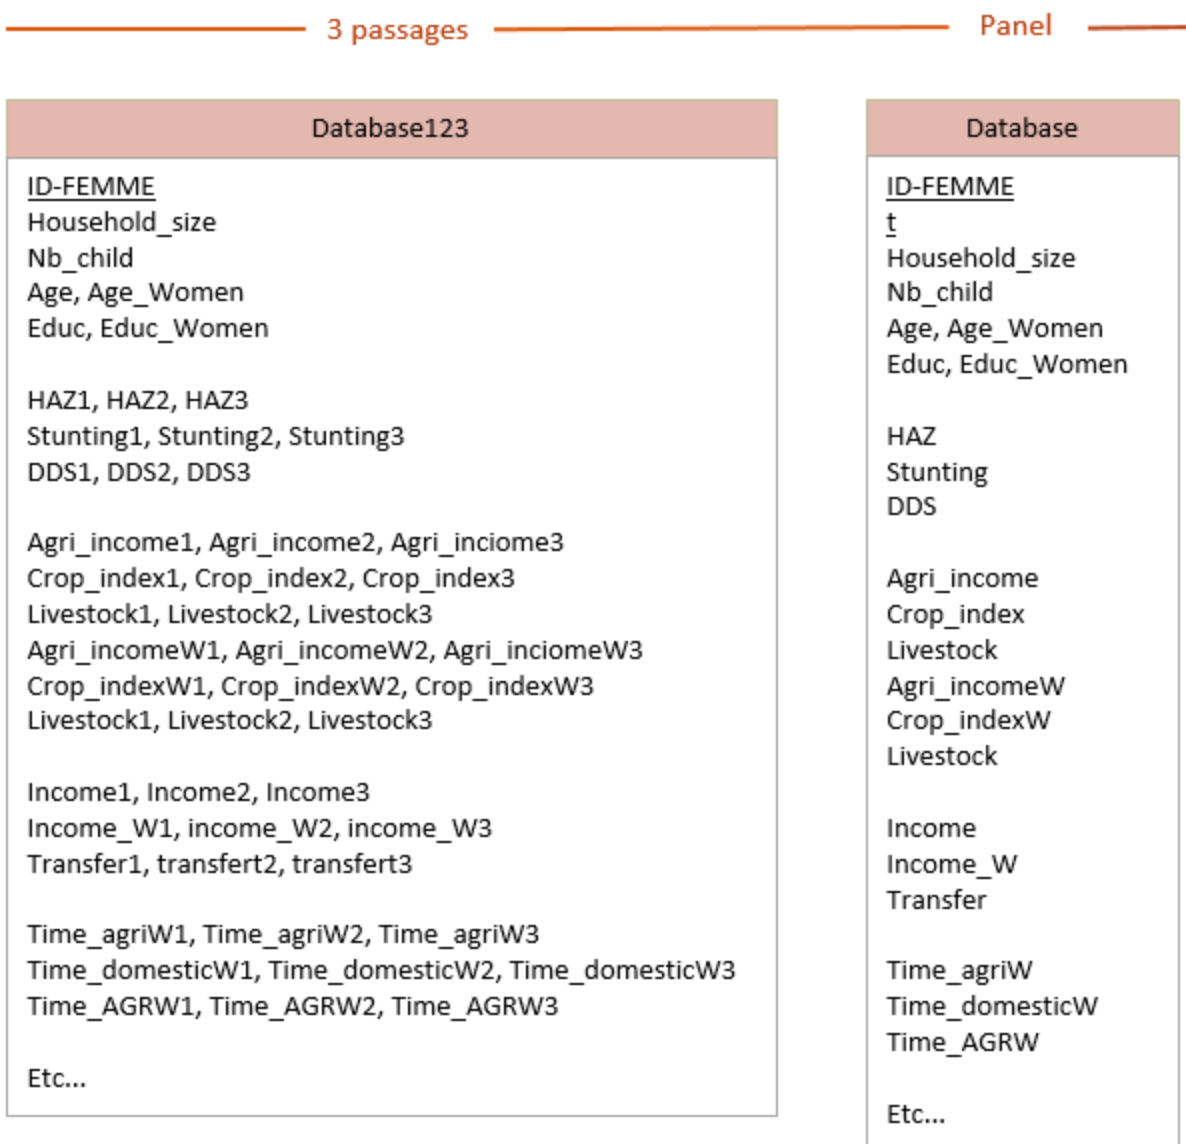 3 passages
Panel
Database123
ID-FEMME
Household_size
Nb_child
Age, Age_Women
Educ, Educ_Women
HAZ1, HAZ2, HAZ3
Stunting1, Stunting2, Stunting3
DDS1, DDS2, DDS3
Agri_income1, Agri_income2, Agri_inciome3
Crop_index1, Crop_index2, Crop_index3
Livestock1, Livestock2, Livestock3
Agri_incomeW1, Agri_incomeW2, Agri_inciomeW3
Crop_indexW1, Crop_indexW2, Crop_indexW3
Livestock1, Livestock2, Livestock3
Income1, Income2, Income3
Income_W1, income_W2, income_W3
Transfer1, transfert2, transfert3
Time_agriW1, Time_agriW2, Time_agriW3
Time_domesticW1, Time_domesticW2, Time_domesticW3
Time_AGRW1, Time_AGRW2, Time_AGRW3
Etc...
Database
ID-FEMME
t
Household_size
Nb_child
Age, Age_Women
Educ, Educ_Women
HAZ
Stunting
DDS
Agri_income
Crop_index
Livestock
Agri_incomeW
Crop_indexW
Livestock
Income
Income_W
Transfer
Time_agriW
Time_domesticW
Time_AGRW
Etc...